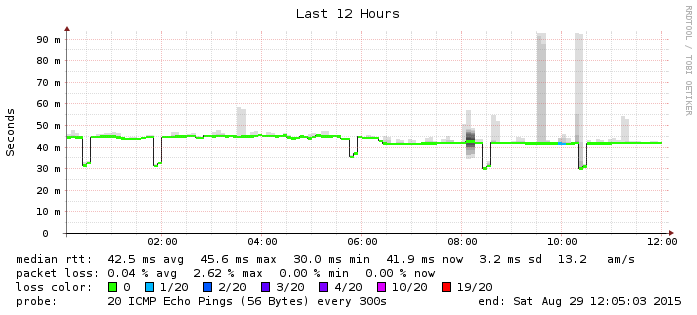 Last 12 Hours
RRDTOOL / TOBI OETIKER
Seconds
90 m
80 m
70 m
60 m
50 m
40 m
30 m
20 m
10 m
0
02:00 04:00 06:00 08:00 10:00 12:00
median rtt: 42.5 ms avg 45.6 ms max 30.0 ms min 41.9 ms now 3.2 ms sd 13.2 am/s
packet loss: 0.04 % avg 2.62 % max 0.00 % min 0.00 % now
loss color: 0 1/20 2/20 3/20 4/20 10/20 19/20
probe: 20 ICMP Echo Pings (56 Bytes) every 300s end: Sat Aug 29 12:05:03 2015